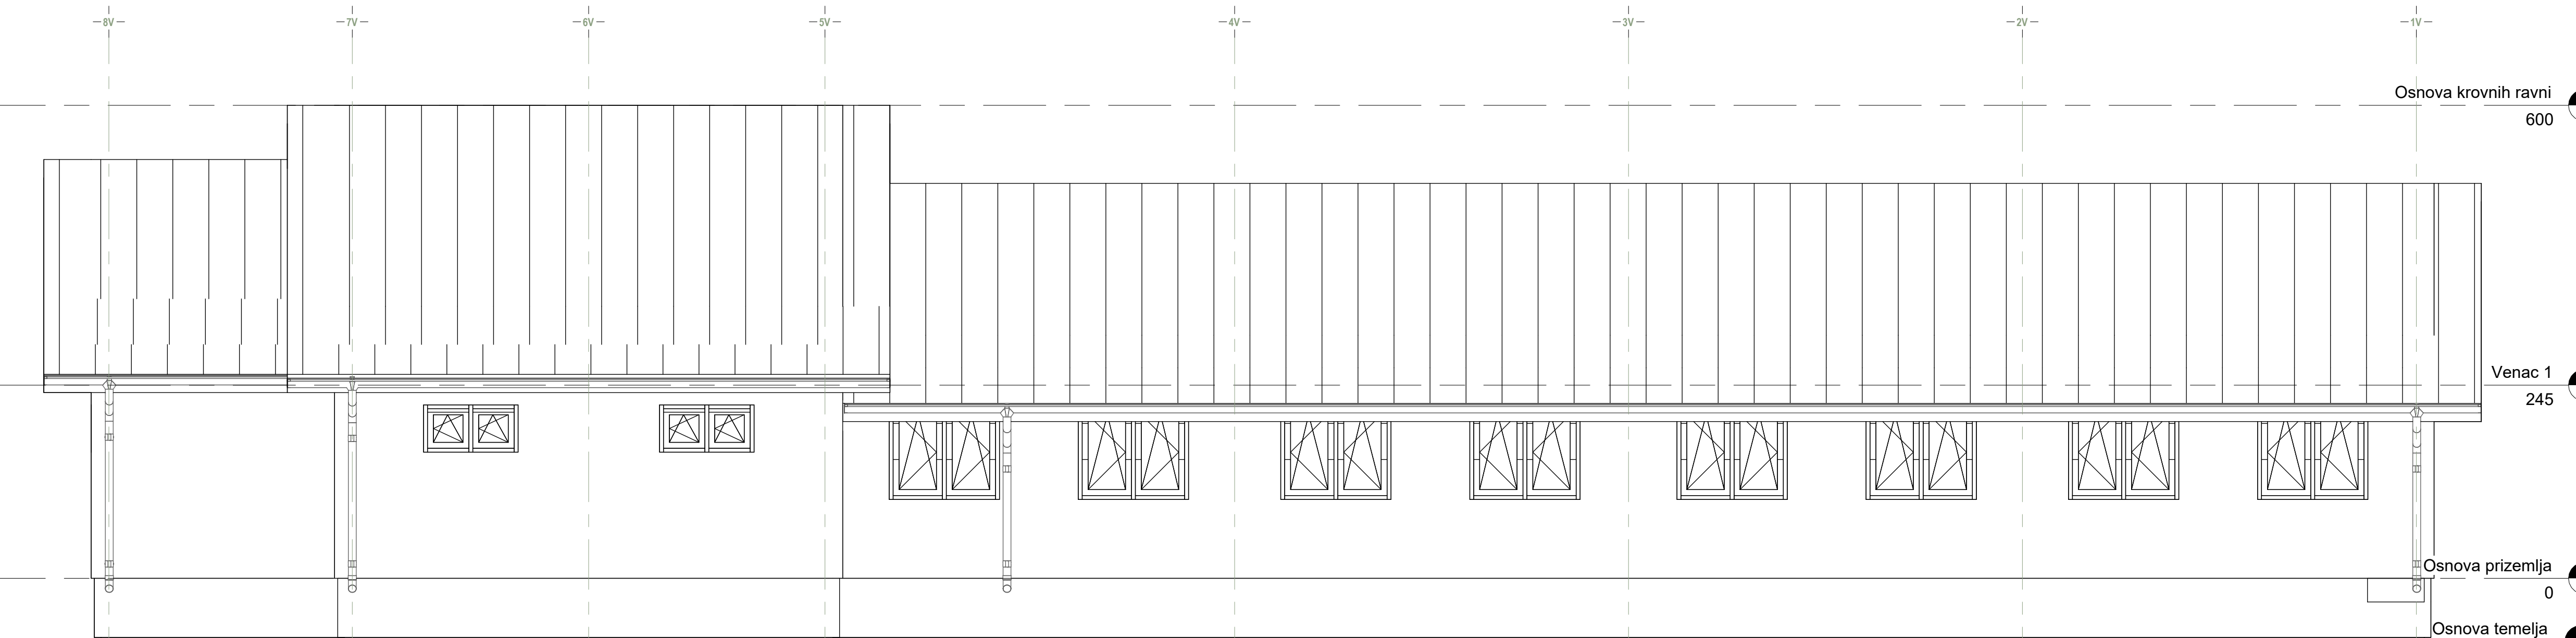 8V 7V 6V 5V 4V 3V 2V 1V
Osnova krovnih ravni
600
Venac 1
245
Osnova prizemlja
0
Osnova temelja